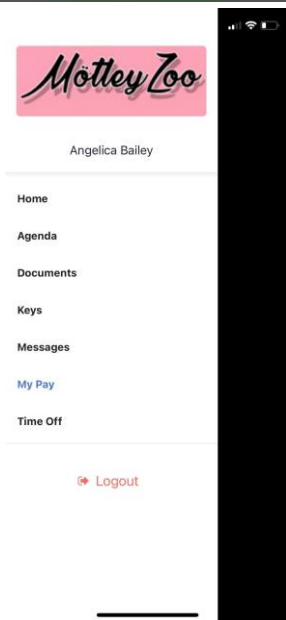 Mötley Zoo
Angelica Bailey
Home
Agenda
Documents
Keys
Messages
My Pay
Time Off
Logout